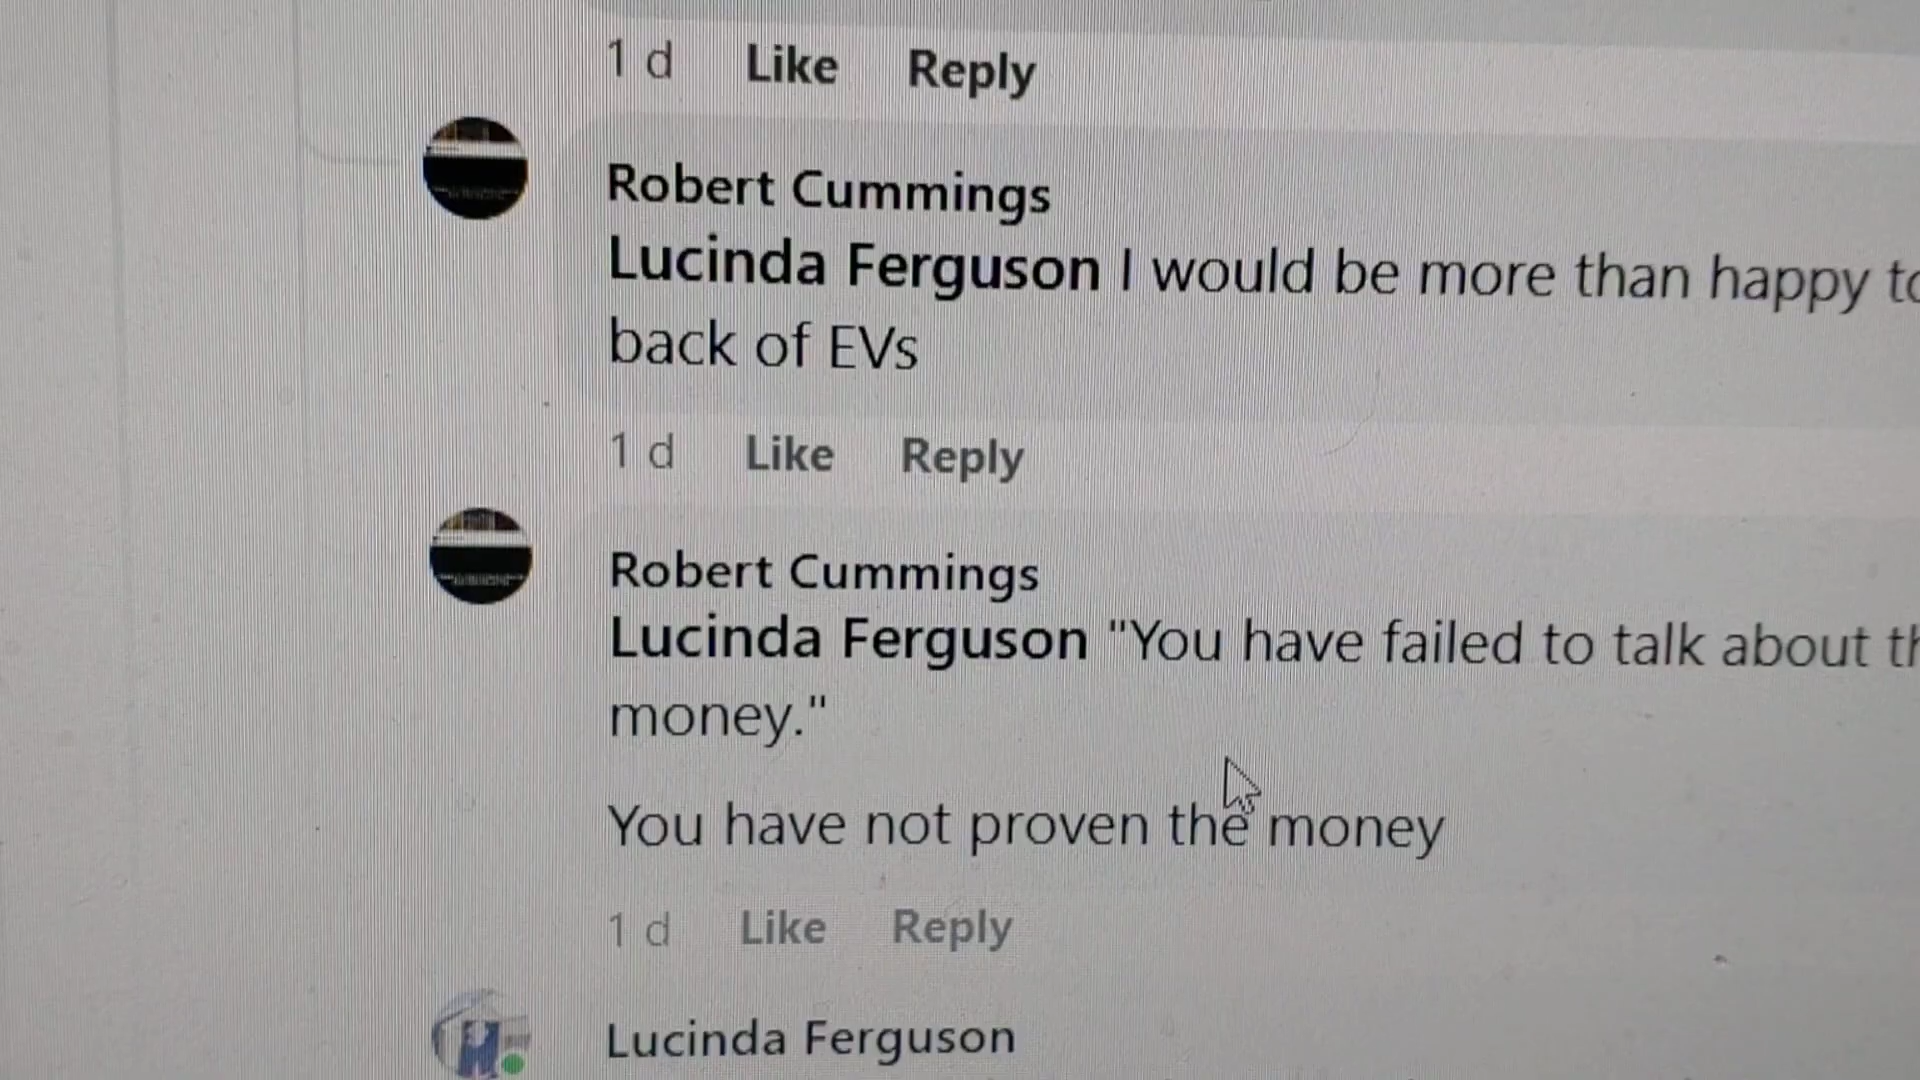 1 d Like Reply
Robert Cummings
Lucinda Ferguson I would be more than happy
back of EVs
1 d Like Reply
Robert Cummings
Lucinda Ferguson "You have failed to talk about
money."
You have not proven the money
1 d Like Reply
Lucinda Ferguson